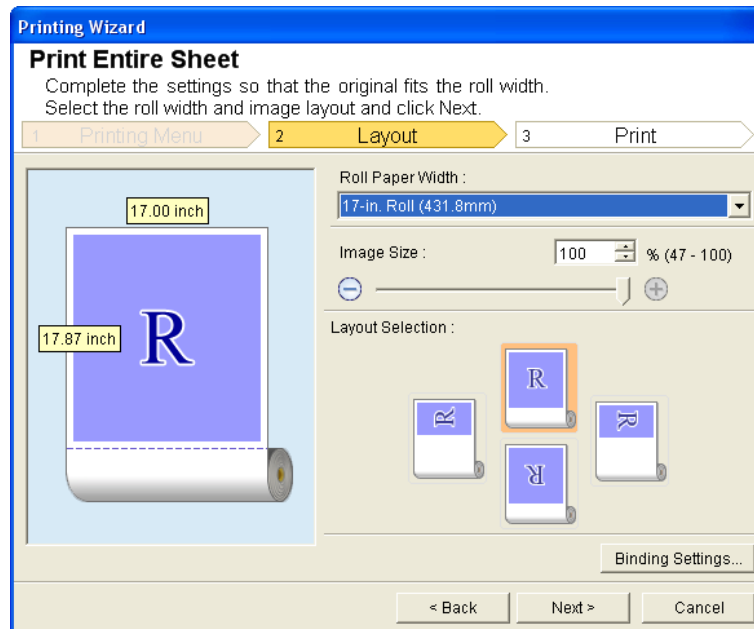 Printing Wizard
Print Entire Sheet
Complete the settings so that the original fits the roll width.
Select the roll width and image layout and click Next.
1 Printing Menu 2 Layout 3 Print
Roll Paper Width :
17-in. Roll (431.8mm)
17.00 inch
Image Size : 100 % (47 - 100)
17.87 inch
R
Layout Selection :
R
R
R
R
Binding Settings...
< Back Next > Cancel